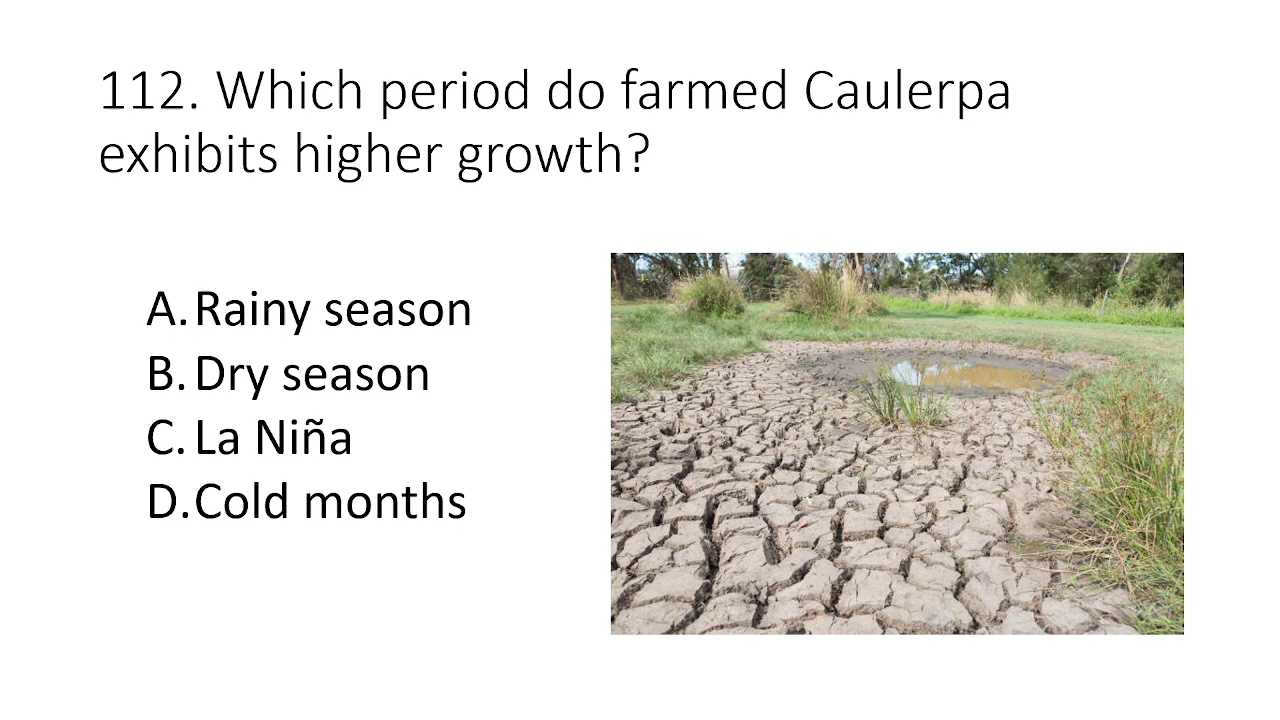 112. Which period do farmed Caulerpa
exhibits higher growth?
A. Rainy season
B. Dry season
C. La Niña
D. Cold months